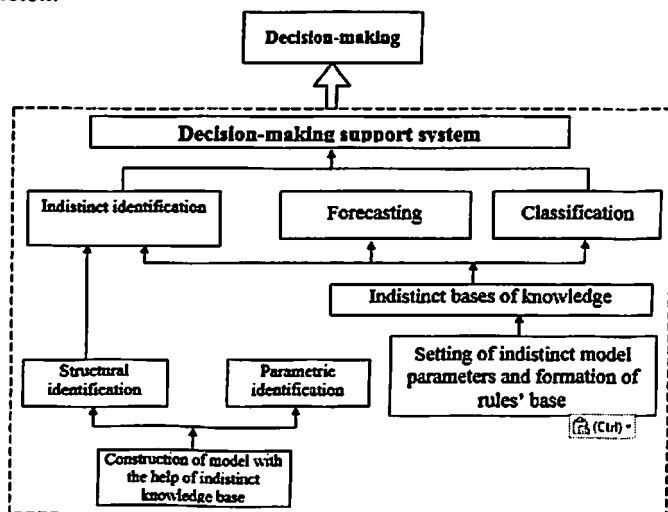 Decision-making
Decision-making support system
Indistinct identification
Forecasting
Classification
Indistinct bases of knowledge
Structural
identification
Parametric
identification
Setting of indistinct model
parameters and formation of
rules' base
(Ctrl)
Construction of model with
the help of indistinct
knowledge base